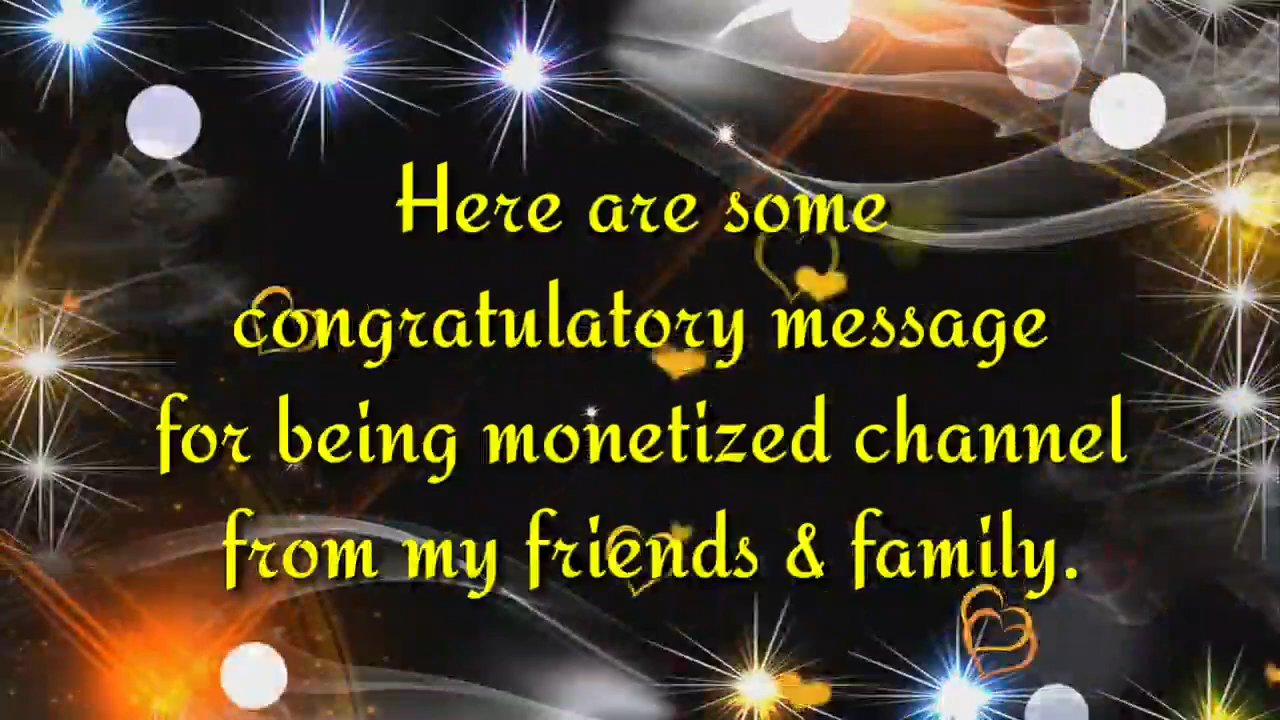 Here are some
congratulatory message
for being monetized channel
from my friends & family.